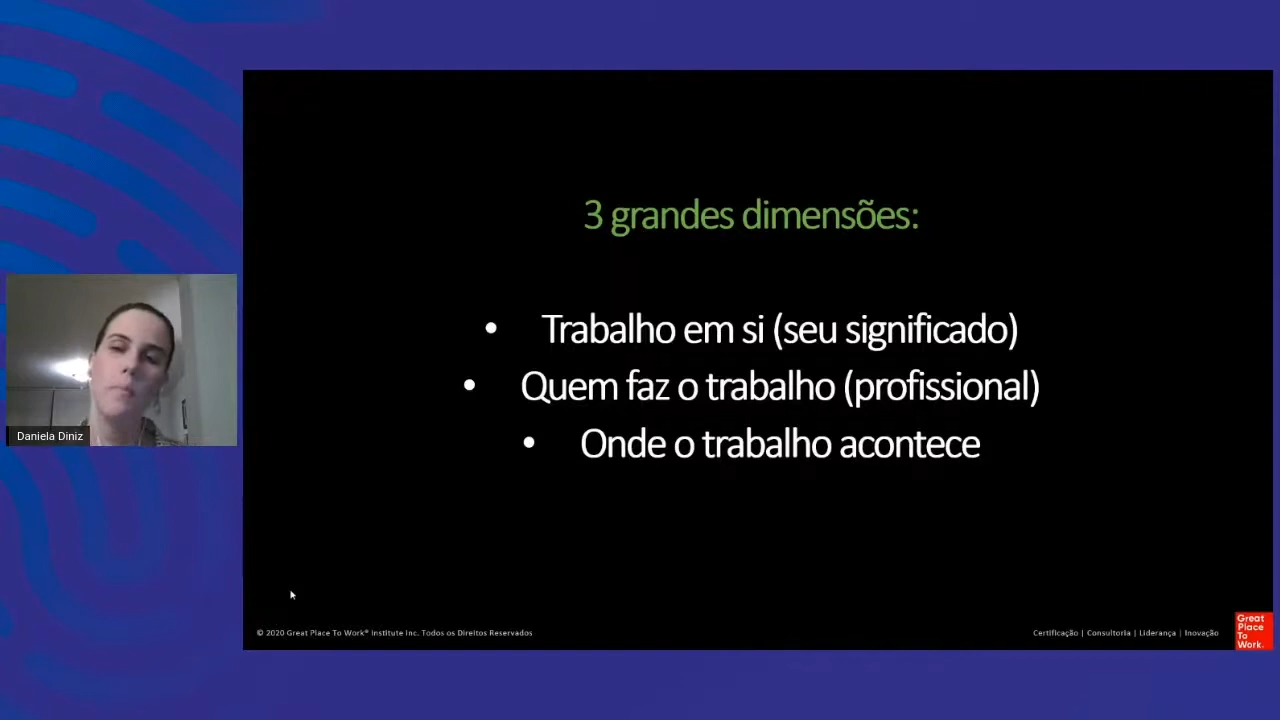 3 grandes dimensões:
• Trabalho em si (seu significado)
• Quem faz o trabalho (profissional)
• Onde o trabalho acontece
Daniela Diniz
© 2020 Great Place To Work® Institute Inc. Todos os Direitos Reservados
Certificação | Consultoria | Liderança | Inovação
Great
Place
To
Work.